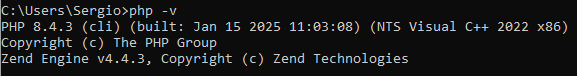 C:\Users\Sergio>php -v
PHP 8.4.3 (cli) (built: Jan 15 2025 11:03:08) (NTS Visual C++ 2022 x86)
Copyright (c) The PHP Group
Zend Engine v4.4.3, Copyright (c) Zend Technologies